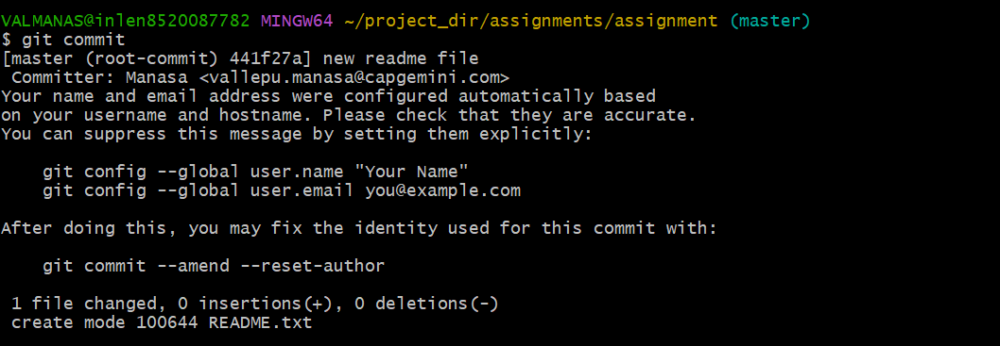 VALMANAS@inlen8520087782 MINGW64 ~/project_dir/assignments/assignment (master)
$ git commit
[master (root-commit) 441f27a] new readme file
 Committer: Manasa <vallepu.manasa@capgemini.com>
Your name and email address were configured automatically based
on your username and hostname. Please check that they are accurate.
You can suppress this message by setting them explicitly:

    git config --global user.name "Your Name"
    git config --global user.email you@example.com

After doing this, you may fix the identity used for this commit with:

    git commit --amend --reset-author

 1 file changed, 0 insertions(+), 0 deletions(-)
 create mode 100644 README.txt